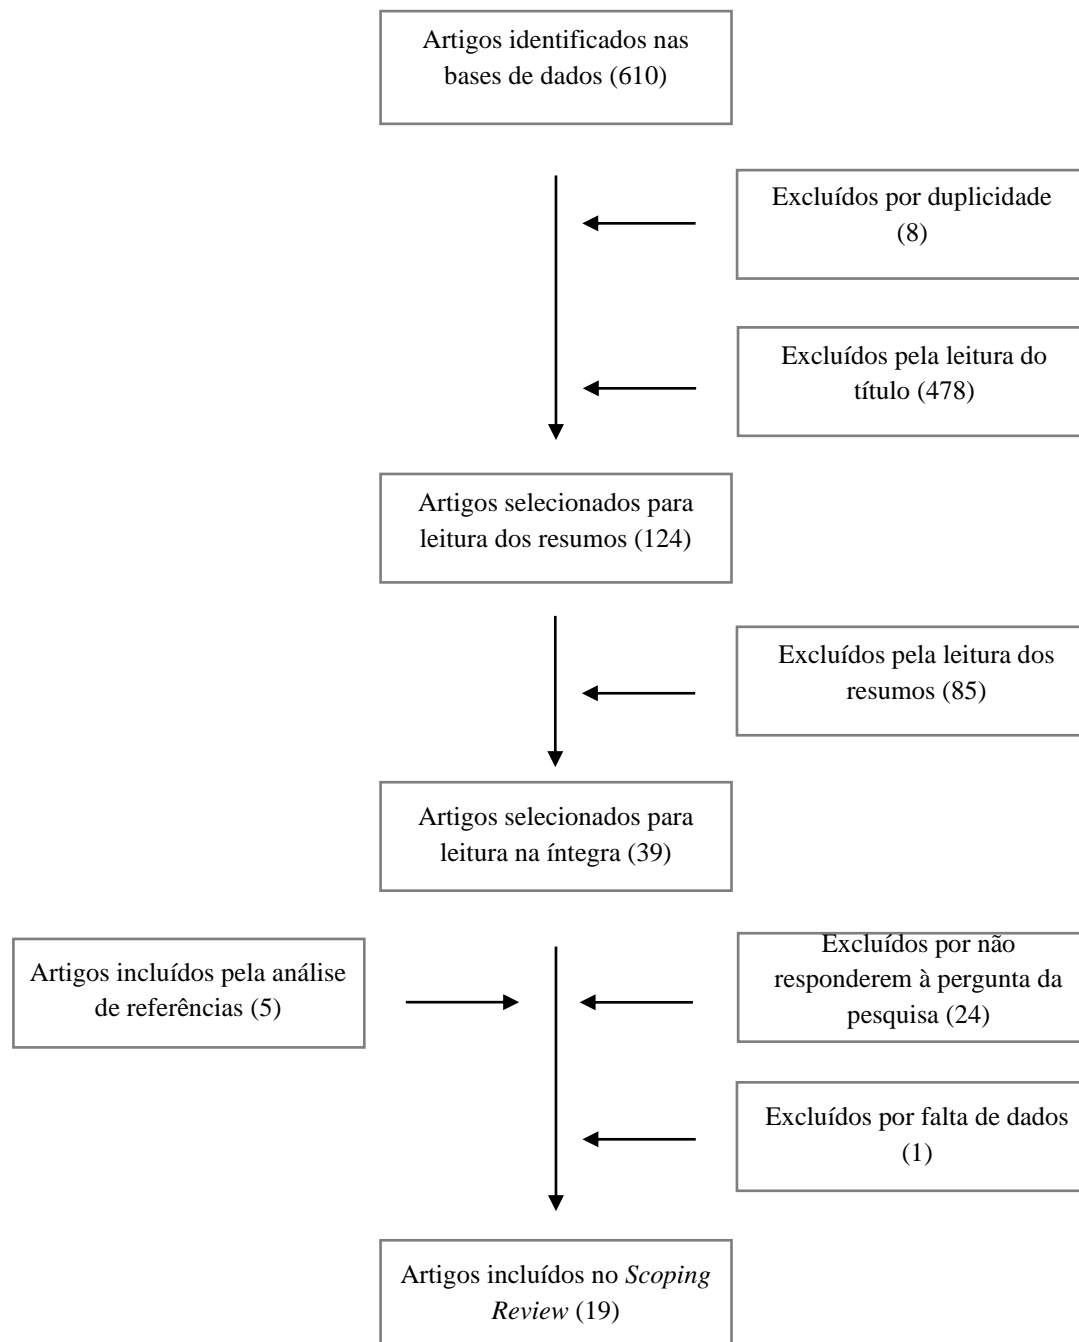 Artigos identificados nas
bases de dados (610)
Excluídos por duplicidade
(8)
Excluídos pela leitura do
título (478)
Artigos selecionados para
leitura dos resumos (124)
Excluídos pela leitura dos
resumos (85)
Artigos selecionados para
leitura na íntegra (39)
Artigos incluídos pela análise
de referências (5)
Excluídos por não
responderem à pergunta da
pesquisa (24)
Excluídos por falta de dados
(1)
Artigos incluídos no Scoping
Review (19)